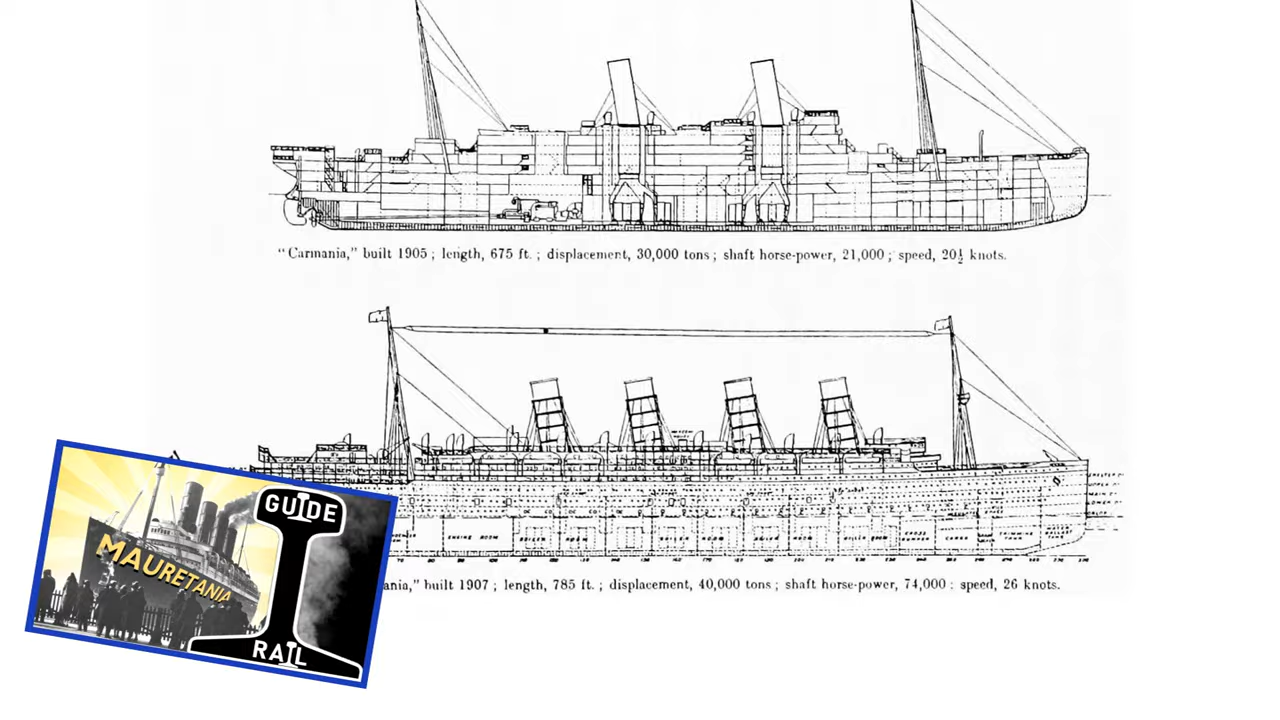 "Carmania," built 1905 ; length, 675 ft. ; displacement, 30,000 tons ; shaft horse-power, 21,000 ; speed, 20½ knots.
ENGINE ROOM
ania," built 1907 ; length, 785 ft. ; displacement, 40,000 tons ; shaft horse-power, 74,000 ; speed, 26 knots.
MAURETANIA
GUIDE
RAIL